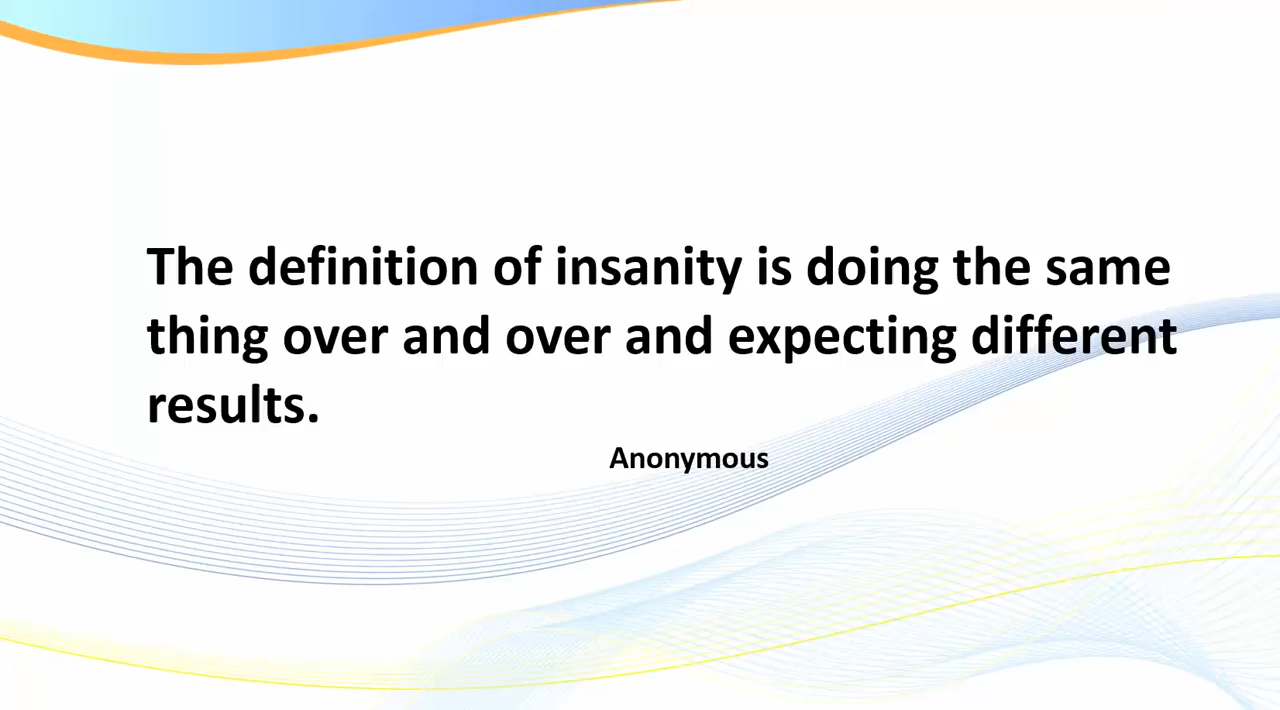 The definition of insanity is doing the same
thing over and over and expecting different
results.
Anonymous